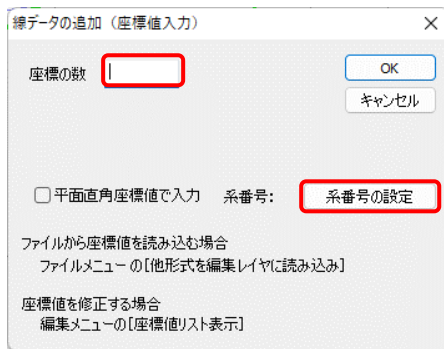 線データの追加（座標値入力）
座標の数
OK
キャンセル
平面直角座標値で入力 系番号: 系番号の設定
ファイルから座標値を読み込む場合
ファイルメニューの[他形式を編集レイヤに読み込み]
座標値を修正する場合
編集メニューの[座標値リスト表示]